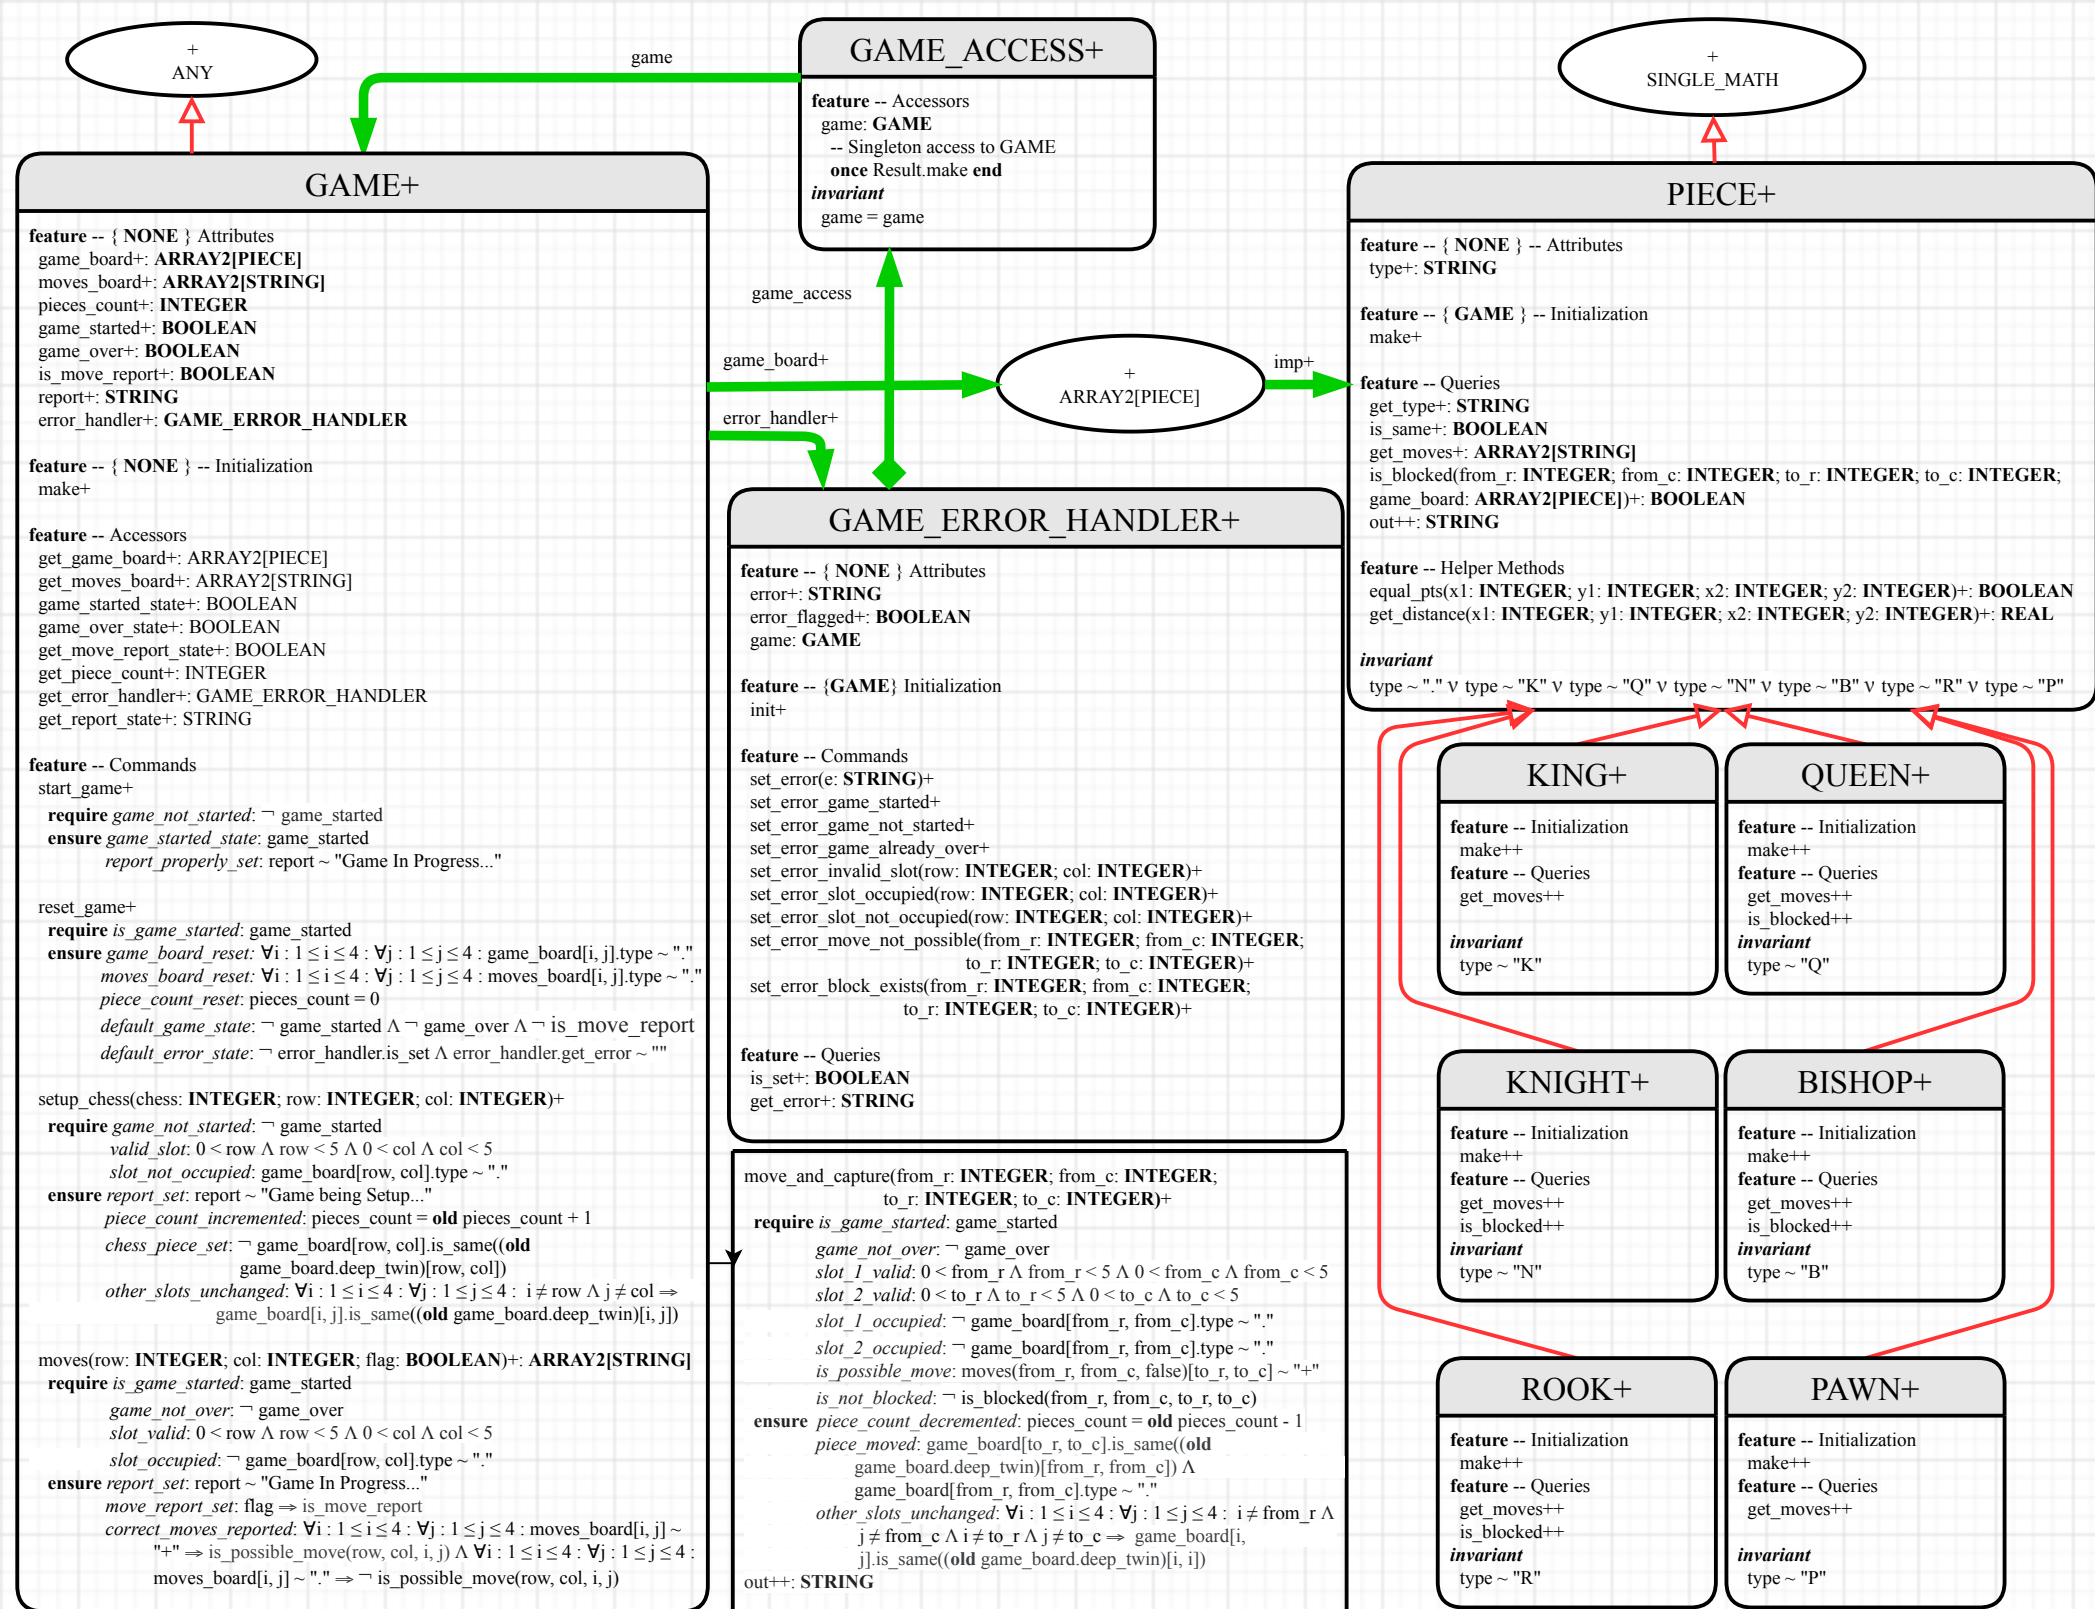 +
ANY
game
GAME_ACCESS+
feature -- Accessors
game: GAME
-- Singleton access to GAME
once Result.make end
invariant
game = game
+
SINGLE_MATH
GAME+
feature -- { NONE } Attributes
game_board+: ARRAY2[PIECE]
moves_board+: ARRAY2[STRING]
pieces_count+: INTEGER
game_started+: BOOLEAN
game_over+: BOOLEAN
is_move_report+: BOOLEAN
report+: STRING
error_handler+: GAME_ERROR_HANDLER
feature -- { NONE } -- Initialization
make+
feature -- Accessors
get_game_board+: ARRAY2[PIECE]
get_moves_board+: ARRAY2[STRING]
game_started_state+: BOOLEAN
game_over_state+: BOOLEAN
get_move_report_state+: BOOLEAN
get_piece_count+: INTEGER
get_error_handler+: GAME_ERROR_HANDLER
get_report_state+: STRING
feature -- Commands
start_game+
require game_not_started: ¬ game_started
ensure game_started_state: game_started
report_properly_set: report ~ "Game In Progress..."
reset_game+
require is_game_started: game_started
ensure game_board_reset: ∀i : 1 ≤ i ≤ 4 : ∀j : 1 ≤ j ≤ 4 : game_board[i, j].type ~ "."
moves_board_reset: ∀i : 1 ≤ i ≤ 4 : ∀j : 1 ≤ j ≤ 4 : moves_board[i, j].type ~ "."
piece_count_reset: pieces_count = 0
default_game_state: ¬ game_started Λ ¬ game_over Λ ¬ is_move_report
default_error_state: ¬ error_handler.is_set Λ error_handler.get_error ~ ""
setup_chess(chess: INTEGER; row: INTEGER; col: INTEGER)+
require game_not_started: ¬ game_started
valid_slot: 0 < row Λ row < 5 Λ 0 < col Λ col < 5
slot_not_occupied: game_board[row, col].type ~ "."
ensure report_set: report ~ "Game being Setup..."
piece_count_incremented: pieces_count = old pieces_count + 1
chess_piece_set: ¬ game_board[row, col].is_same((old
game_board.deep_twin)[row, col])
other_slots_unchanged: ∀i : 1 ≤ i ≤ 4 : ∀j : 1 ≤ j ≤ 4 : i ≠ row Λ j ≠ col ⇒
game_board[i, j].is_same((old game_board.deep_twin)[i, j])
moves(row: INTEGER; col: INTEGER; flag: BOOLEAN)+: ARRAY2[STRING]
require is_game_started: game_started
game_not_over: ¬ game_over
slot_valid: 0 < row Λ row < 5 Λ 0 < col Λ col < 5
slot_occupied: ¬ game_board[row, col].type ~ "."
ensure report_set: report ~ "Game In Progress..."
move_report_set: flag ⇒ is_move_report
correct_moves_reported: ∀i : 1 ≤ i ≤ 4 : ∀j : 1 ≤ j ≤ 4 : moves_board[i, j] ~
"+" ⇒ is_possible_move(row, col, i, j) Λ ∀i : 1 ≤ i ≤ 4 : ∀j : 1 ≤ j ≤ 4 :
moves_board[i, j] ~ "." ⇒ ¬ is_possible_move(row, col, i, j)
game_access
game_board+
error_handler+
+
ARRAY2[PIECE]
imp+
GAME_ERROR_HANDLER+
feature -- { NONE } Attributes
error+: STRING
error_flagged+: BOOLEAN
game: GAME
feature -- {GAME} Initialization
init+
feature -- Commands
set_error(e: STRING)+
set_error_game_started+
set_error_game_not_started+
set_error_game_already_over+
set_error_invalid_slot(row: INTEGER; col: INTEGER)+
set_error_slot_occupied(row: INTEGER; col: INTEGER)+
set_error_slot_not_occupied(row: INTEGER; col: INTEGER)+
set_error_move_not_possible(from_r: INTEGER; from_c: INTEGER;
to_r: INTEGER; to_c: INTEGER)+
set_error_block_exists(from_r: INTEGER; from_c: INTEGER;
to_r: INTEGER; to_c: INTEGER)+
feature -- Queries
is_set+: BOOLEAN
get_error+: STRING
move_and_capture(from_r: INTEGER; from_c: INTEGER;
to_r: INTEGER; to_c: INTEGER)+
require is_game_started: game_started
game_not_over: ¬ game_over
slot_1_valid: 0 < from_r Λ from_r < 5 Λ 0 < from_c Λ from_c < 5
slot_2_valid: 0 < to_r Λ to_r < 5 Λ 0 < to_c Λ to_c < 5
slot_1_occupied: ¬ game_board[from_r, from_c].type ~ "."
slot_2_occupied: ¬ game_board[from_r, from_c].type ~ "."
is_possible_move: moves(from_r, from_c, false)[to_r, to_c] ~ "+"
is_not_blocked: ¬ is_blocked(from_r, from_c, to_r, to_c)
ensure piece_count_decremented: pieces_count = old pieces_count - 1
piece_moved: game_board[to_r, to_c].is_same((old
game_board.deep_twin)[from_r, from_c]) Λ
game_board[from_r, from_c].type ~ "."
other_slots_unchanged: ∀i : 1 ≤ i ≤ 4 : ∀j : 1 ≤ j ≤ 4 : i ≠ from_r Λ
j ≠ from_c Λ i ≠ to_r Λ j ≠ to_c ⇒ game_board[i,
j].is_same((old game_board.deep_twin)[i, i])
out++: STRING
PIECE+
feature -- { NONE } -- Attributes
type+: STRING
feature -- { GAME } -- Initialization
make+
feature -- Queries
get_type+: STRING
is_same+: BOOLEAN
get_moves+: ARRAY2[STRING]
is_blocked(from_r: INTEGER; from_c: INTEGER; to_r: INTEGER; to_c: INTEGER;
game_board: ARRAY2[PIECE])+: BOOLEAN
out++: STRING
feature -- Helper Methods
equal_pts(x1: INTEGER; y1: INTEGER; x2: INTEGER; y2: INTEGER)+: BOOLEAN
get_distance(x1: INTEGER; y1: INTEGER; x2: INTEGER; y2: INTEGER)+: REAL
invariant
type ~ "." ν type ~ "K" ν type ~ "Q" ν type ~ "N" ν type ~ "B" ν type ~ "R" ν type ~ "P"
KING+
feature -- Initialization
make++
feature -- Queries
get_moves++
invariant
type ~ "K"
QUEEN+
feature -- Initialization
make++
feature -- Queries
get_moves++
is_blocked++
invariant
type ~ "Q"
KNIGHT+
feature -- Initialization
make++
feature -- Queries
get_moves++
is_blocked++
invariant
type ~ "N"
BISHOP+
feature -- Initialization
make++
feature -- Queries
get_moves++
is_blocked++
invariant
type ~ "B"
ROOK+
feature -- Initialization
make++
feature -- Queries
get_moves++
is_blocked++
invariant
type ~ "R"
PAWN+
feature -- Initialization
make++
feature -- Queries
get_moves++
invariant
type ~ "P"